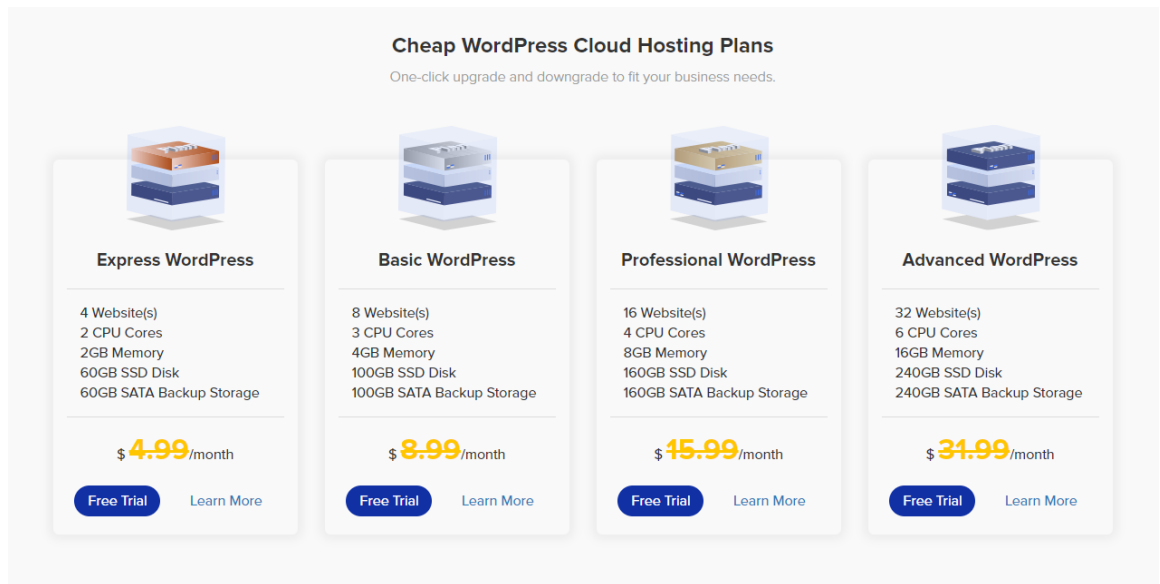 Cheap WordPress Cloud Hosting Plans
One-click upgrade and downgrade to fit your business needs.
Express WordPress
4 Website(s)
2 CPU Cores
2GB Memory
60GB SSD Disk
60GB SATA Backup Storage
$ 4.99/month
Free Trial Learn More
Basic WordPress
8 Website(s)
3 CPU Cores
4GB Memory
100GB SSD Disk
100GB SATA Backup Storage
$ 8.99/month
Free Trial Learn More
Professional WordPress
16 Website(s)
4 CPU Cores
8GB Memory
160GB SSD Disk
160GB SATA Backup Storage
$ 15.99/month
Free Trial Learn More
Advanced WordPress
32 Website(s)
6 CPU Cores
16GB Memory
240GB SSD Disk
240GB SATA Backup Storage
$ 31.99/month
Free Trial Learn More